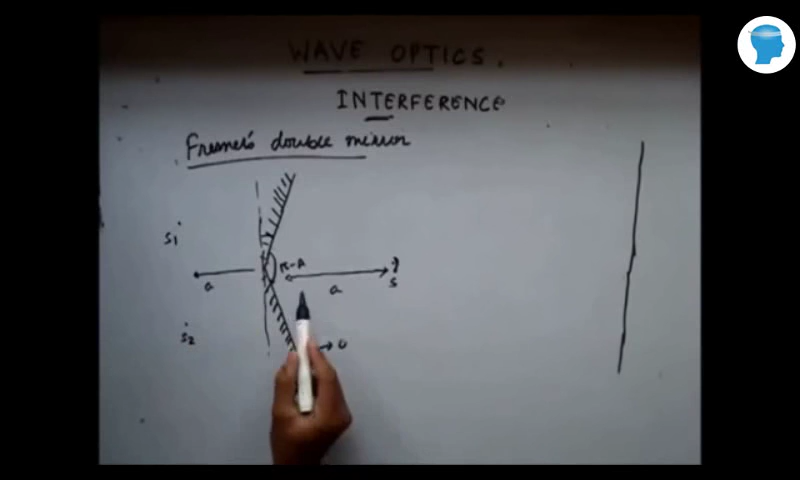 WAVE OPTICS.
INTERFERENCE
Fresnel's double mirror
S1
π-A
a
a
S
S2